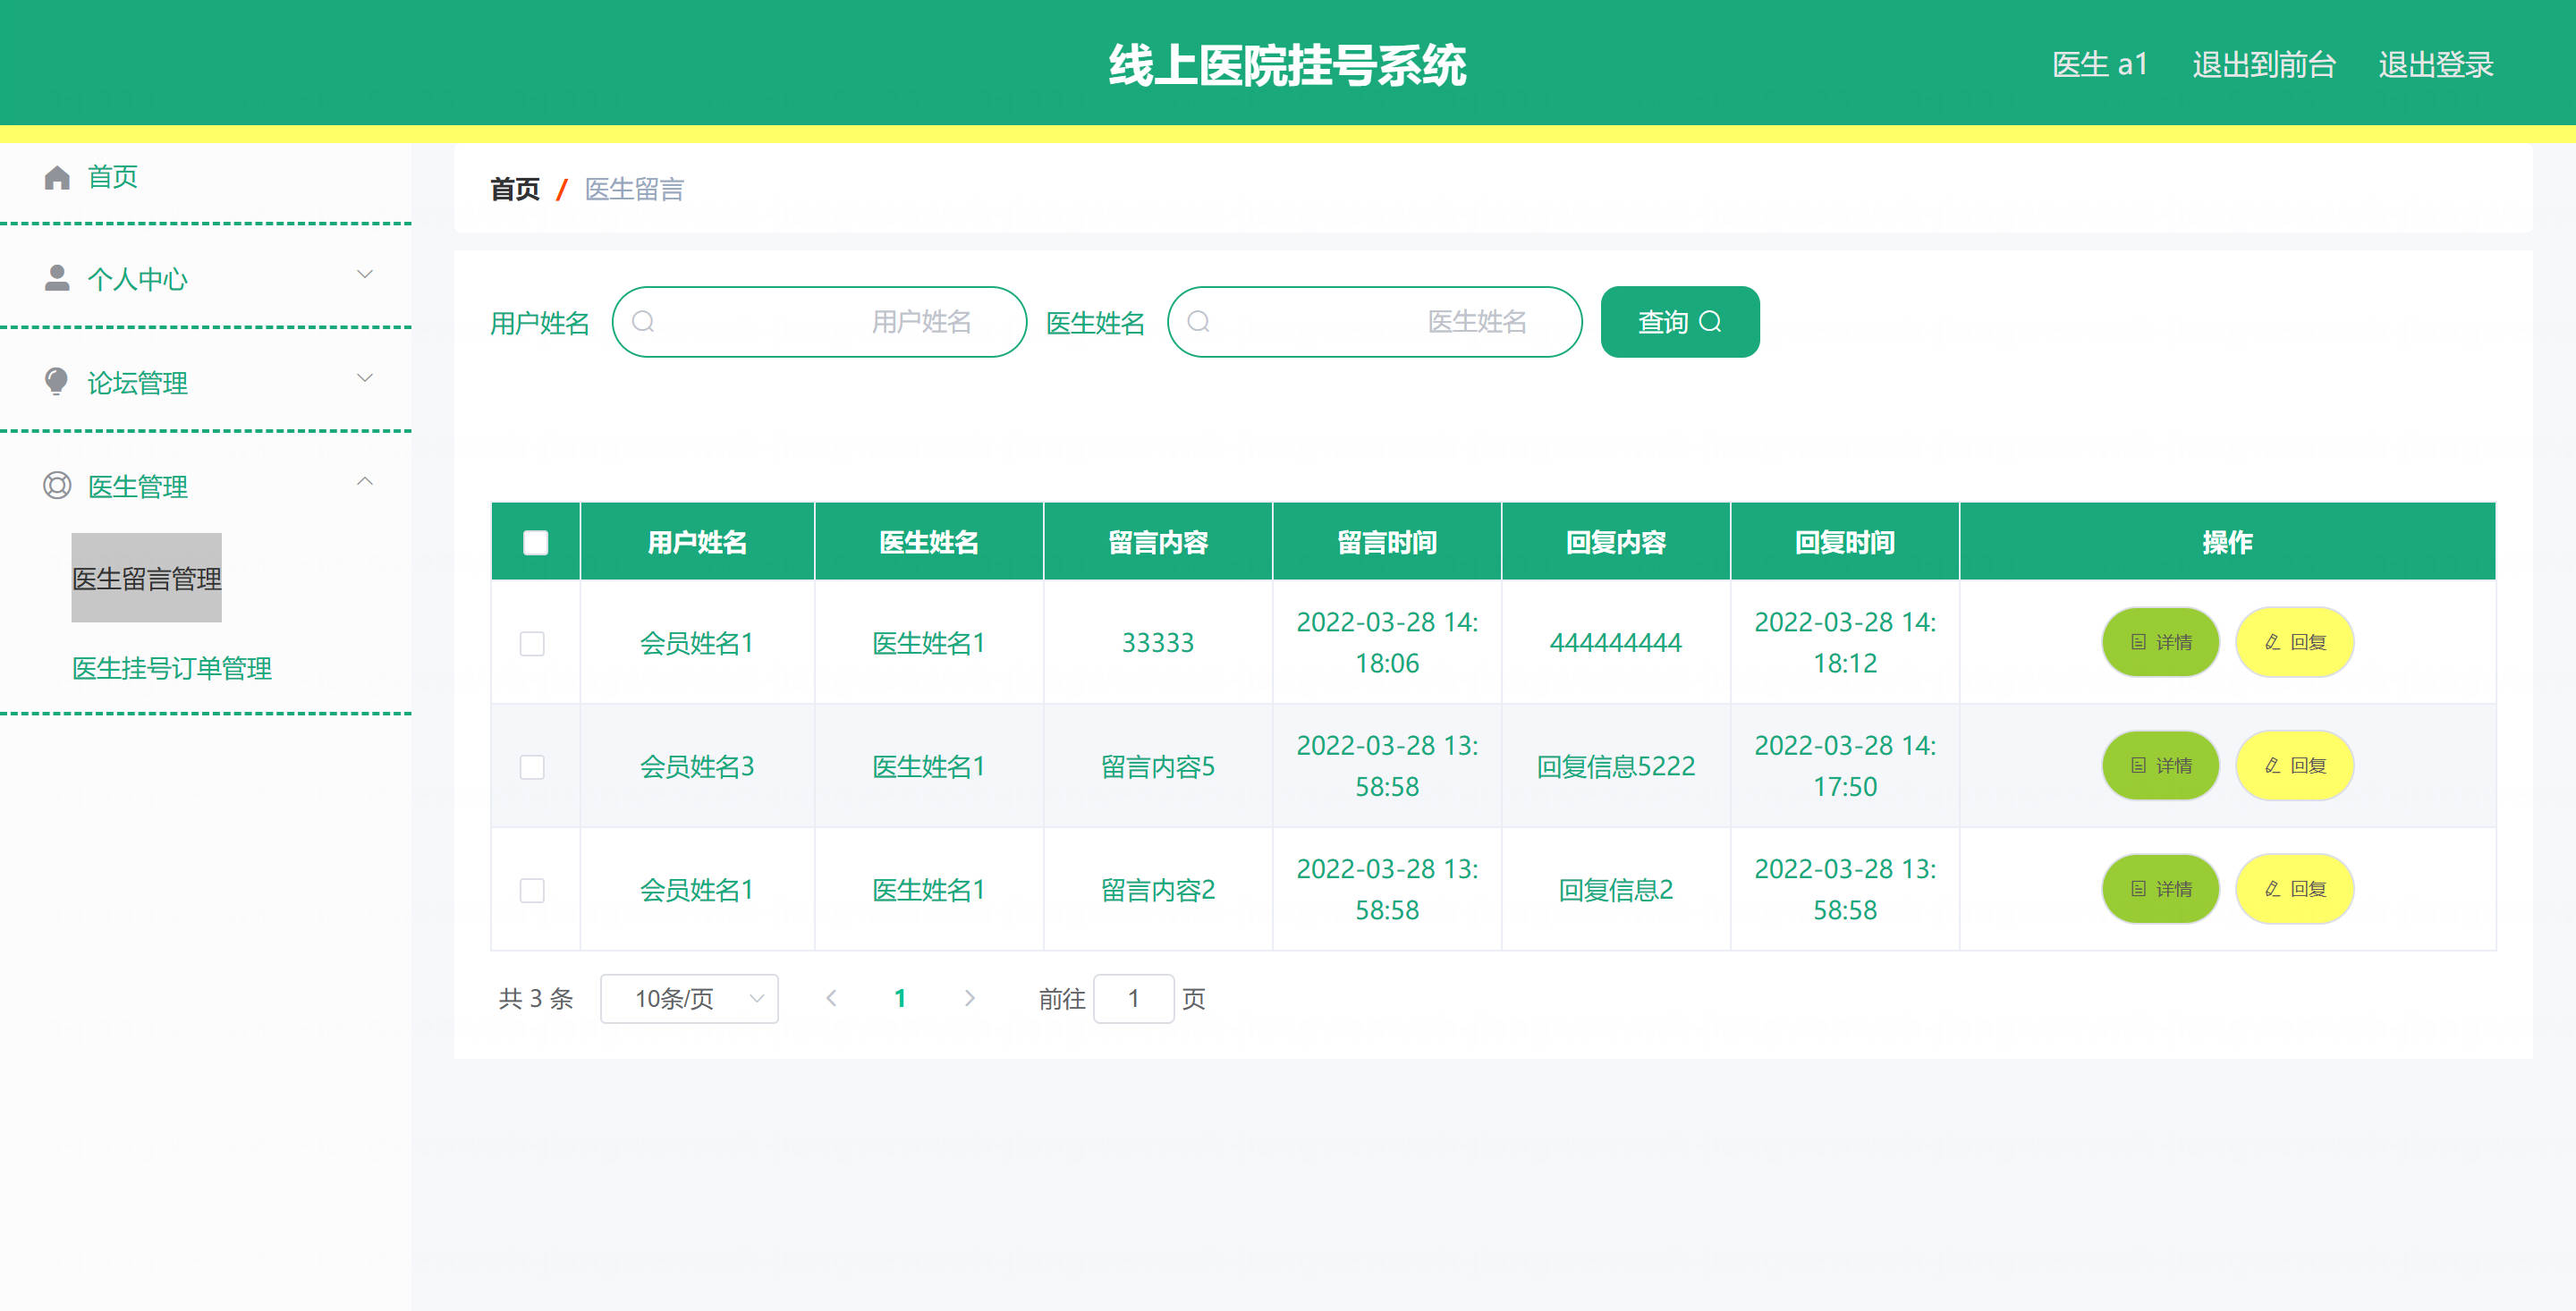 线上医院挂号系统
医生 a1 退出到前台 退出登录
首页
个人中心
论坛管理
医生管理
医生留言管理
医生挂号订单管理
首页 / 医生留言
用户姓名 用户姓名 医生姓名 医生姓名 查询
用户姓名 医生姓名 留言内容 留言时间 回复内容 回复时间 操作
会员姓名1 医生姓名1 33333 2022-03-28 14:18:06 444444444 2022-03-28 14:18:12 详情 回复
会员姓名3 医生姓名1 留言内容5 2022-03-28 13:58:58 回复信息5222 2022-03-28 14:17:50 详情 回复
会员姓名1 医生姓名1 留言内容2 2022-03-28 13:58:58 回复信息2 2022-03-28 13:58:58 详情 回复
共 3 条 10条/页 1 前往 1 页